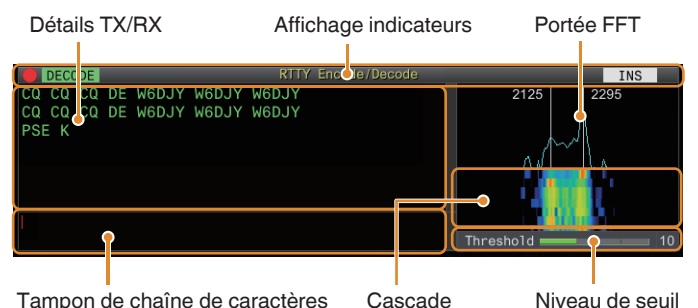 Détails TX/RX Affichage indicateurs Portée FFT
DECODE RTTY Encode/Decode INS
CQ CQ CQ DE W6DJY W6DJY W6DJY
CQ CQ CQ DE W6DJY W6DJY W6DJY
PSE K
2125 2295
Threshold 10
Tampon de chaîne de caractères Cascade Niveau de seuil